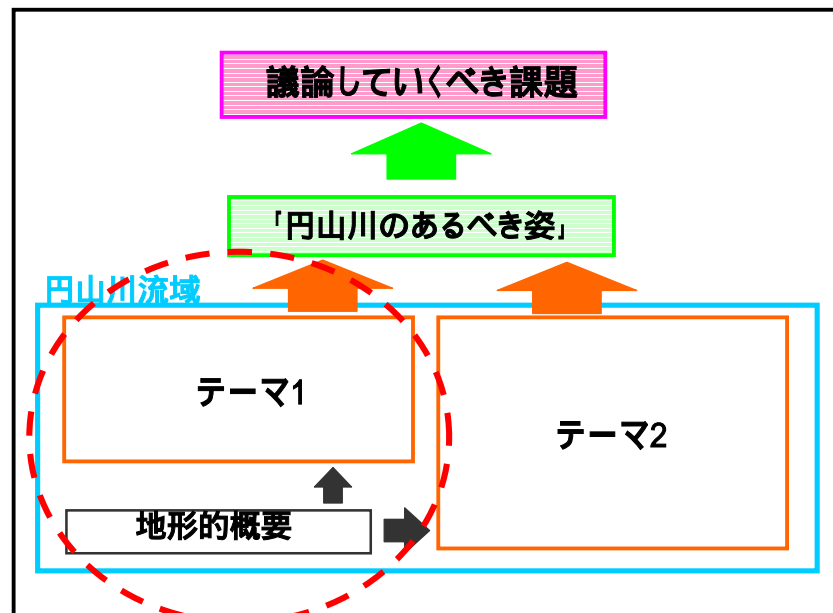 議論していくべき課題
「円山川のあるべき姿」
円山川流域
テーマ1
テーマ2
地形的概要